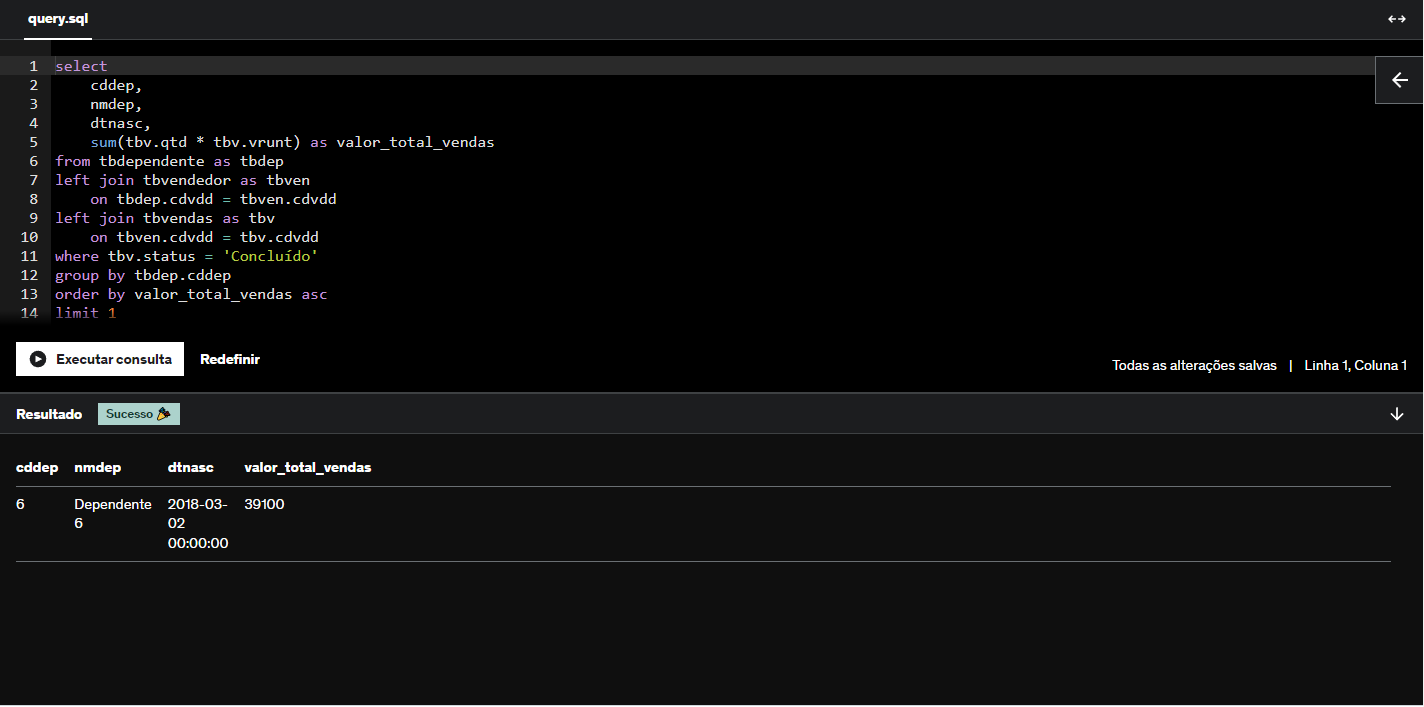 query.sql
1 select
2 cddep,
3 nmdep,
4 dtnasc,
5 sum(tbv.qtd * tbv.vrunt) as valor_total_vendas
6 from tbdependente as tbdep
7 left join tbvendedor as tbven
8 on tbdep.cdvdd = tbven.cdvdd
9 left join tbvendas as tbv
10 on tbven.cdvdd = tbv.cdvdd
11 where tbv.status = 'Concluído'
12 group by tbdep.cddep
13 order by valor_total_vendas asc
14 limit 1
Executar consulta Redefinir
Todas as alterações salvas | Linha 1, Coluna 1
Resultado Sucesso
cddep nmdep dtnasc valor_total_vendas
6 Dependente 2018-03- 39100
6 02
00:00:00